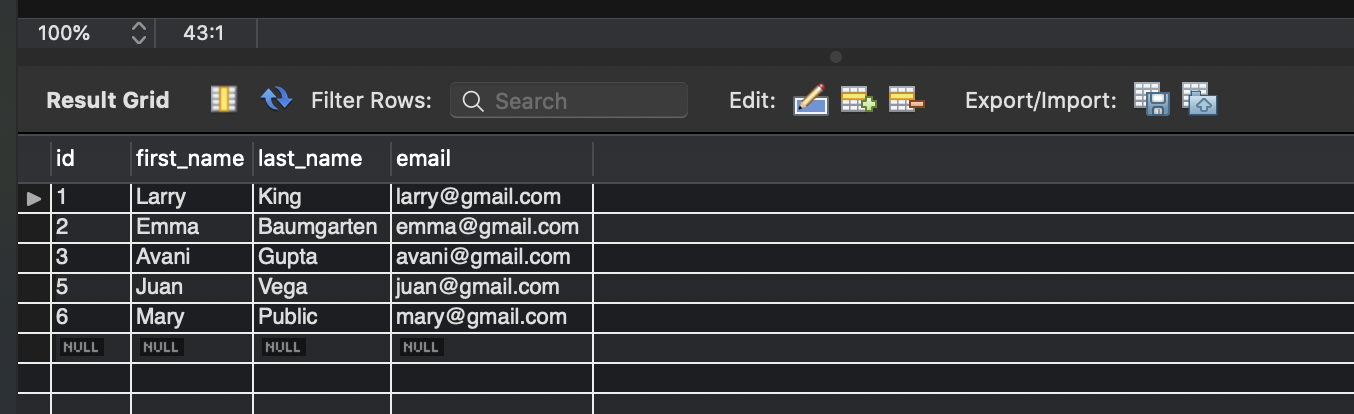 100% 43:1
Result Grid Filter Rows: Search Edit: Export/Import:
id first_name last_name email
1 Larry King larry@gmail.com
2 Emma Baumgarten emma@gmail.com
3 Avani Gupta avani@gmail.com
5 Juan Vega juan@gmail.com
6 Mary Public mary@gmail.com
NULL NULL NULL NULL